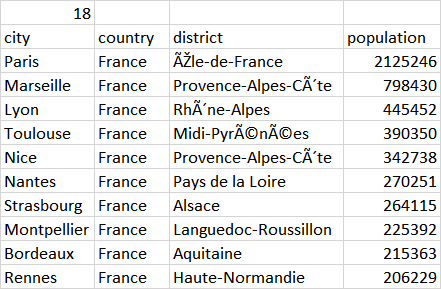 18
city country district population
Paris France ÃŽle-de-France 2125246
Marseille France Provence-Alpes-CÃ´te 798430
Lyon France RhÃ´ne-Alpes 445452
Toulouse France Midi-PyrÃ©nÃ©es 390350
Nice France Provence-Alpes-CÃ´te 342738
Nantes France Pays de la Loire 270251
Strasbourg France Alsace 264115
Montpellier France Languedoc-Roussillon 225392
Bordeaux France Aquitaine 215363
Rennes France Haute-Normandie 206229